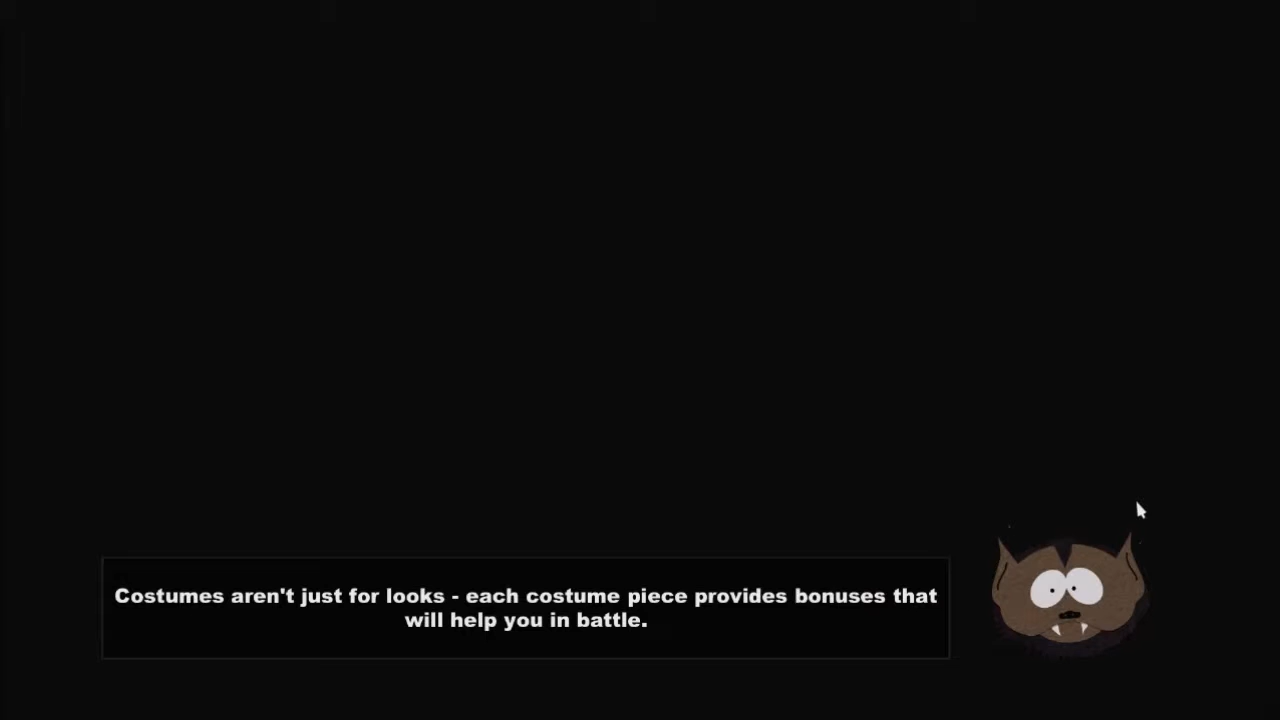 Costumes aren't just for looks - each costume piece provides bonuses that
will help you in battle.